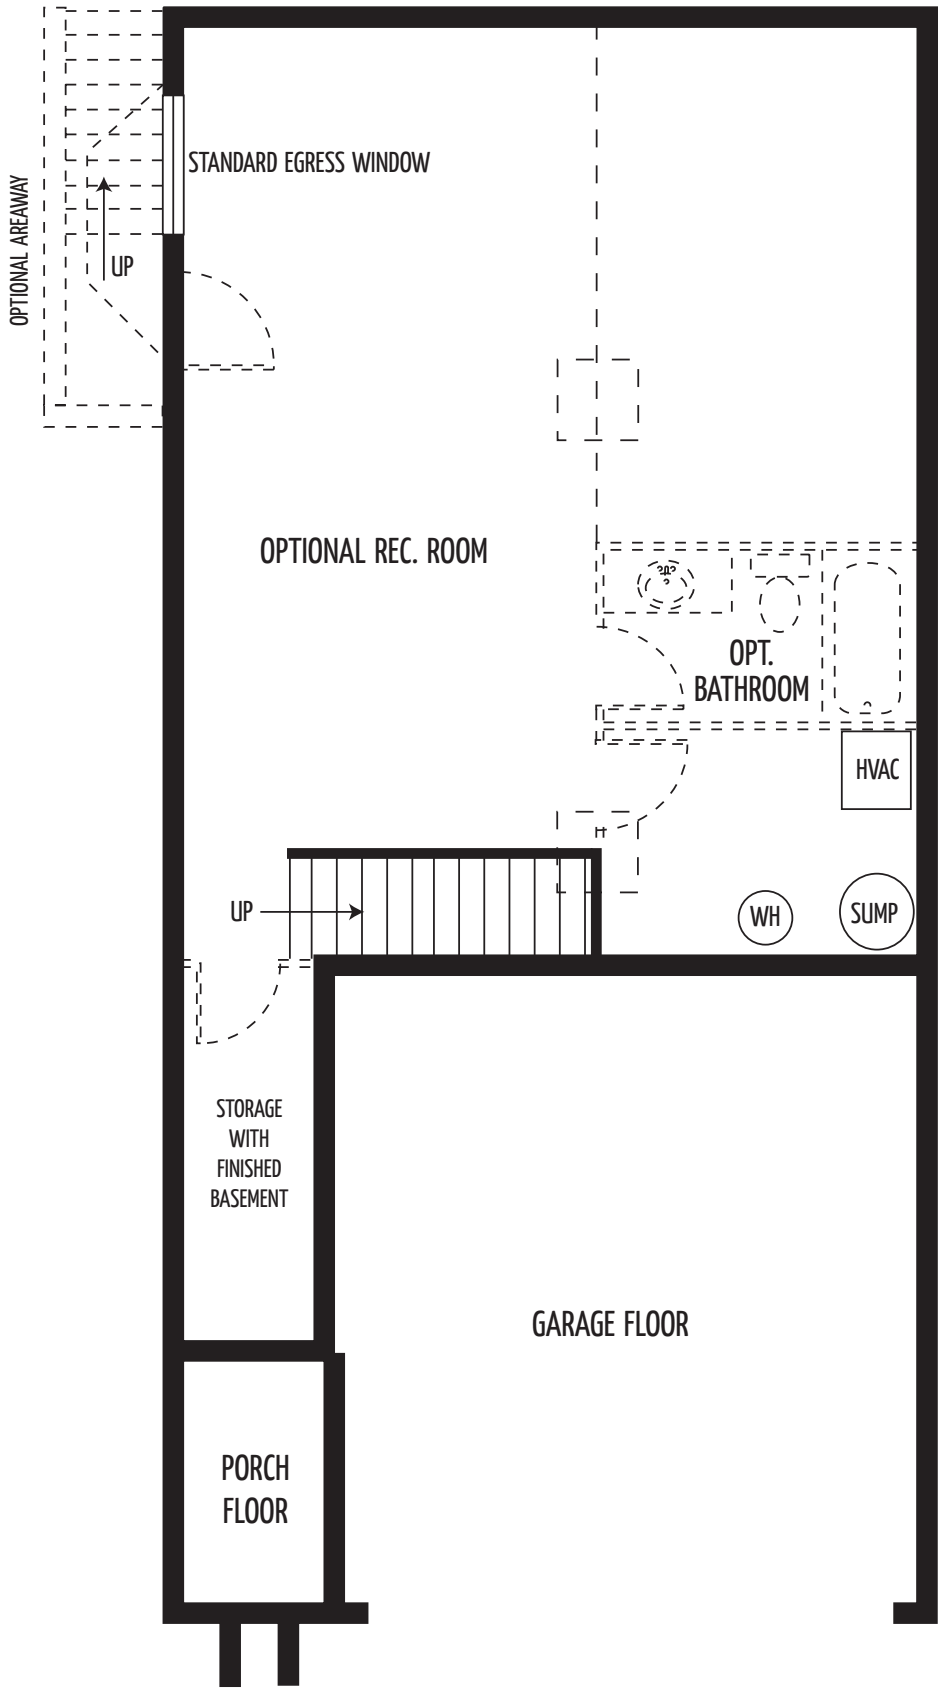 STANDARD EGRESS WINDOW
OPTIONAL AREAWAY
UP
OPTIONAL REC. ROOM
OPT.
BATHROOM
HVAC
UP
WH
SUMP
STORAGE
WITH
FINISHED
BASEMENT
GARAGE FLOOR
PORCH
FLOOR